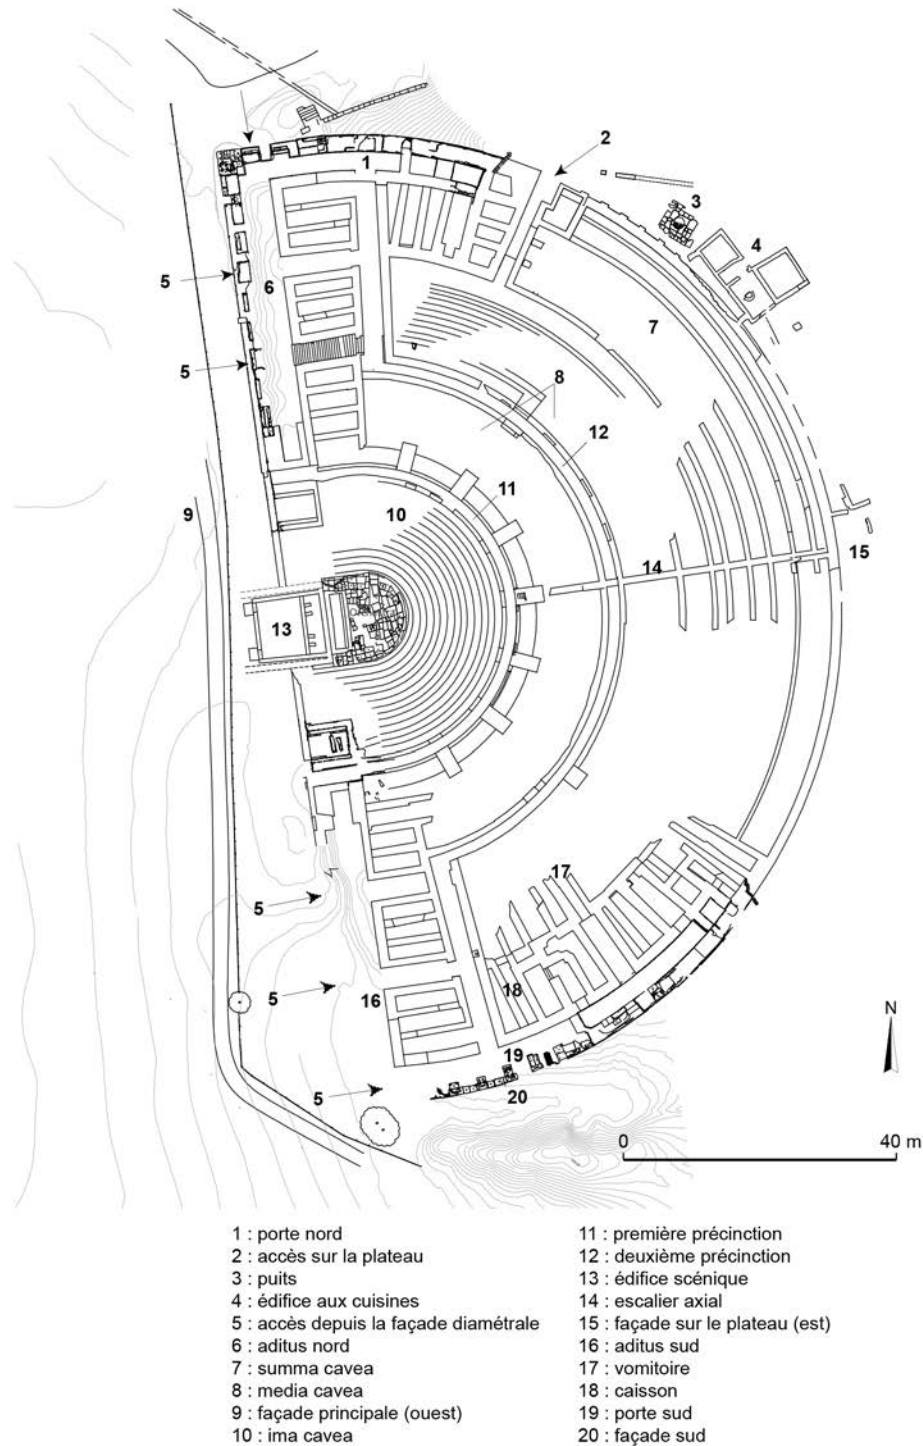 2
1
3
4
5
6
7
5
8
12
11
9
10
14
15
13
17
5
18
5
16
N
19
5
20
0
40 m
1 : porte nord
2 : accès sur la plateau
3 : puits
4 : édifice aux cuisines
5 : accès depuis la façade diamétrale
6 : aditus nord
7 : summa cavea
8 : media cavea
9 : façade principale (ouest)
10 : ima cavea
11 : première précinction
12 : deuxième précinction
13 : édifice scénique
14 : escalier axial
15 : façade sur le plateau (est)
16 : aditus sud
17 : vomitoire
18 : caisson
19 : porte sud
20 : façade sud